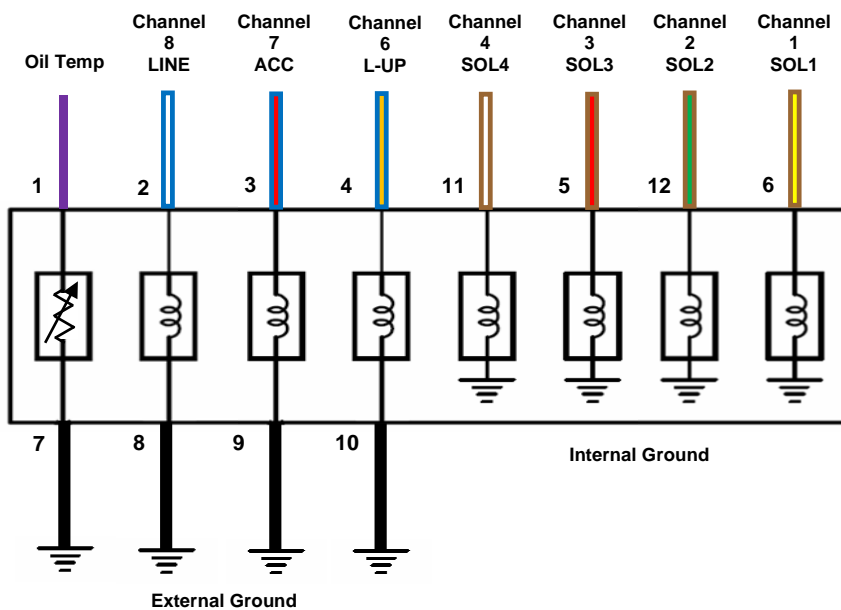 Oil Temp
Channel
8
LINE
Channel
7
ACC
Channel
6
L-UP
Channel
4
SOL4
Channel
3
SOL3
Channel
2
SOL2
Channel
1
SOL1
1
2
3
4
11
5
12
6
7
8
9
10
Internal Ground
External Ground